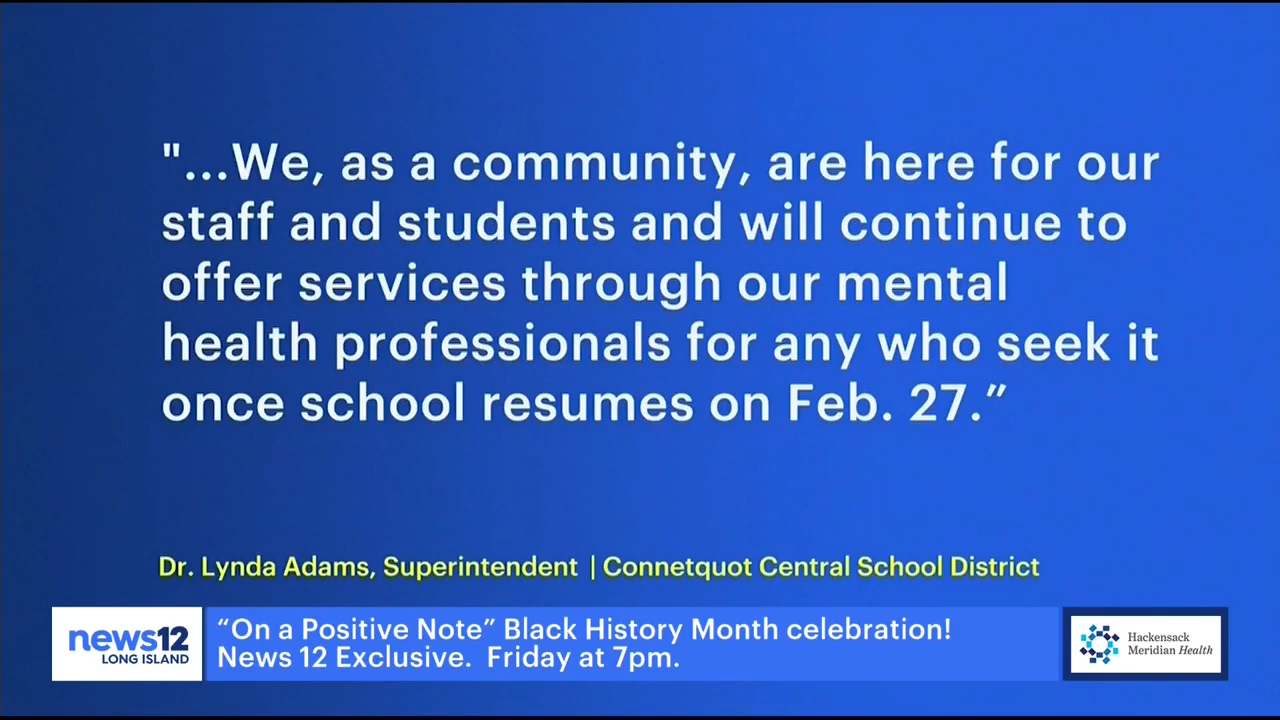 "...We, as a community, are here for our
staff and students and will continue to
offer services through our mental
health professionals for any who seek it
once school resumes on Feb. 27.”
Dr. Lynda Adams, Superintendent | Connetquot Central School District
news12
LONG ISLAND
“On a Positive Note” Black History Month celebration!
News 12 Exclusive.  Friday at 7pm.
Hackensack
Meridian Health